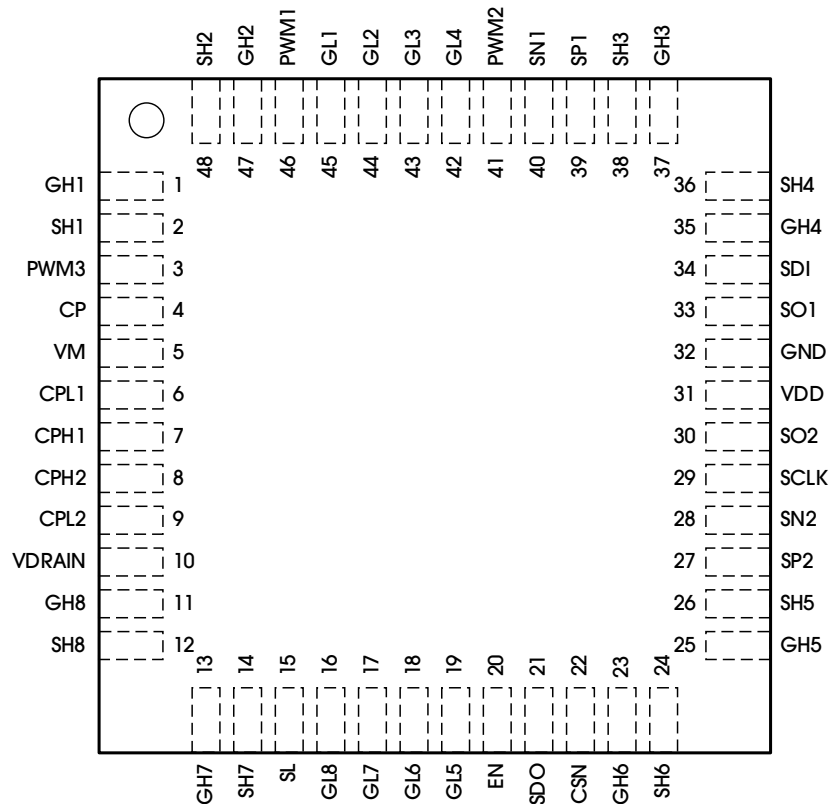 SH2 GH2 PWM1 GL1 GL2 GL3 GL4 PWM2 SN1 SP1 SH3 GH3
48 47 46 45 44 43 42 41 40 39 38 37
GH1 1 36 SH4
SH1 2 35 GH4
PWM3 3 34 SDI
CP 4 33 SO1
VM 5 32 GND
CPL1 6 31 VDD
CPH1 7 30 SO2
CPH2 8 29 SCLK
CPL2 9 28 SN2
VDRAIN 10 27 SP2
GH8 11 26 SH5
SH8 12 25 GH5
13 14 15 16 17 18 19 20 21 22 23 24
GH7 SH7 SL GL8 GL7 GL6 GL5 EN SDO CSN GH6 SH6